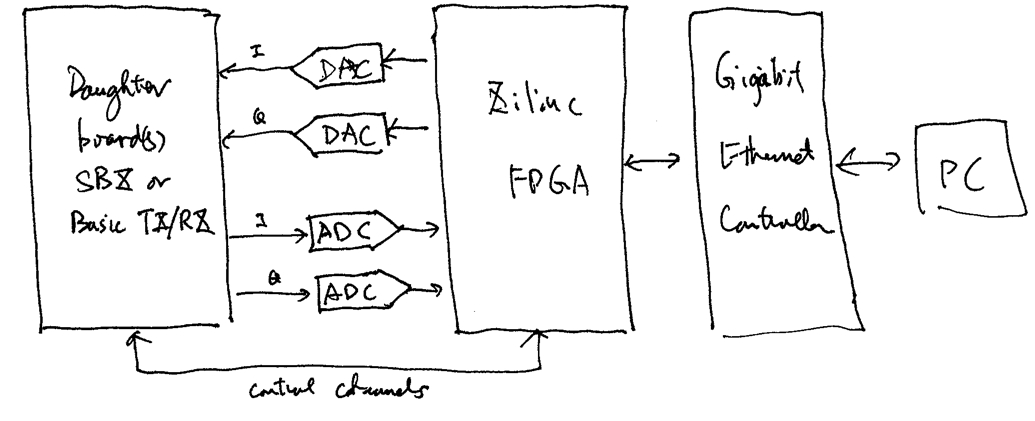 Daughter
board(s)
SBX or
Basic TX/RX
I
DAC
Q
DAC
I
ADC
Q
ADC
Xilinc
FPGA
Gigabit
Ethernet
Controller
PC
control channels